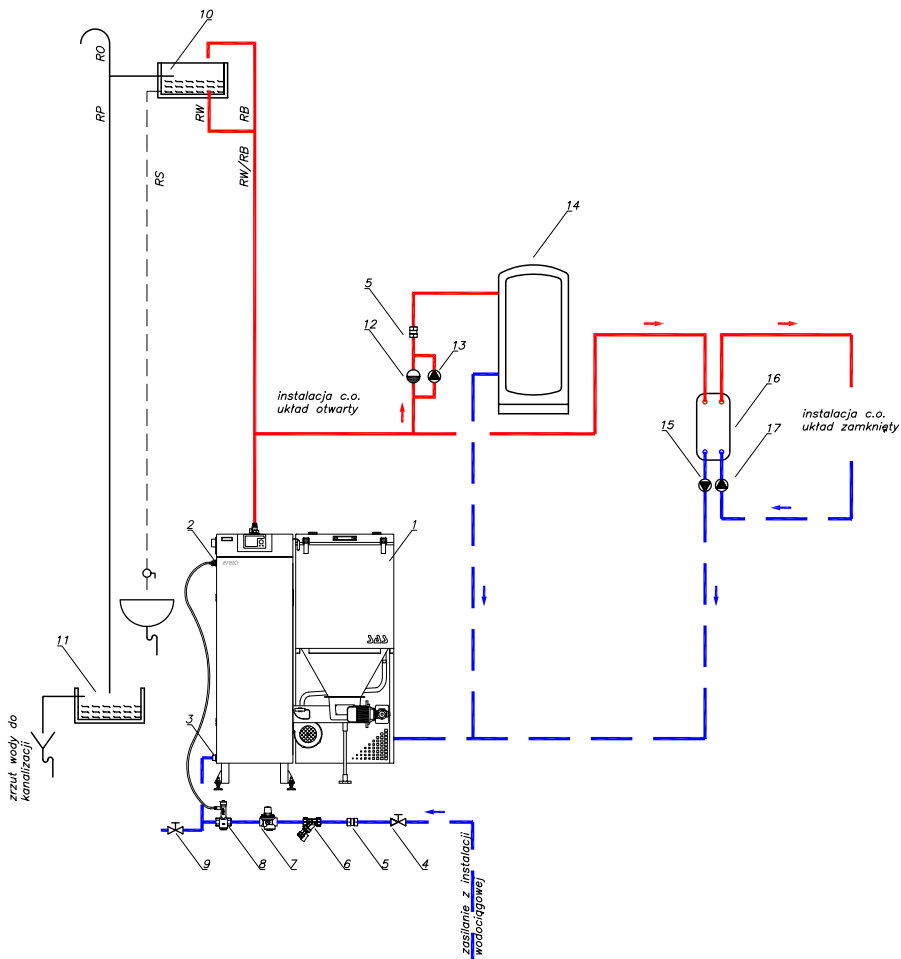 10
RO
RP
RW
RB
RS
RW/RB
14
5
12
13
instalacja c.o.
układ otwarty
16
instalacja c.o.
układ zamknięty
15
17
2
1
SAS
11
3
zrzut wody do
kanalizacji
9
8
7
6
5
4
zasilanie z instalacji
wodociągowej